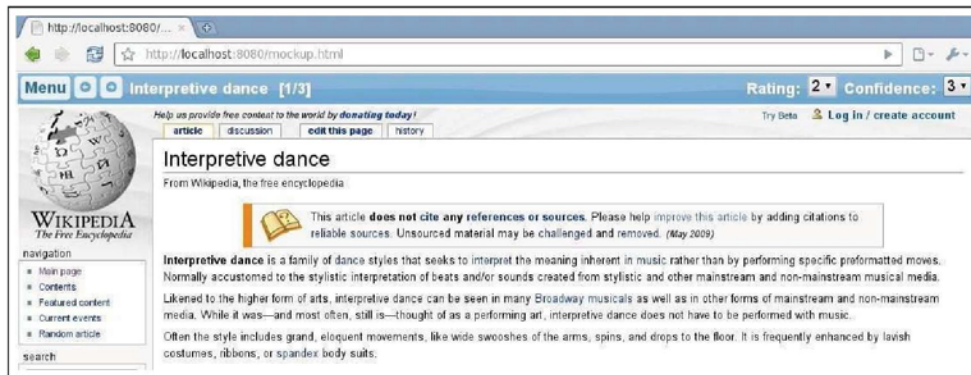 http://localhost:8080/...
http://localhost:8080/mockup.html
Menu Interpretive dance [1/3] Rating: 2 Confidence: 3
Help us provide free content to the world by donating today!
Try Beta Log in / create account
article discussion edit this page history
Interpretive dance
From Wikipedia, the free encyclopedia
This article does not cite any references or sources. Please help improve this article by adding citations to
reliable sources. Unsourced material may be challenged and removed. (May 2009)
Interpretive dance is a family of dance styles that seeks to interpret the meaning inherent in music rather than by performing specific preformatted moves.
Normally accustomed to the stylistic interpretation of beats and/or sounds created from stylistic and other mainstream and non-mainstream musical media.
Likened to the higher form of arts, interpretive dance can be seen in many Broadway musicals as well as in other forms of mainstream and non-mainstream
media. While it was—and most often, still is—thought of as a performing art, interpretive dance does not have to be performed with music.
Often the style includes grand, eloquent movements, like wide swooshes of the arms, spins, and drops to the floor. It is frequently enhanced by lavish
costumes, ribbons, or spandex body suits.
WIKIPEDIA
The Free Encyclopedia
navigation
Main page
Contents
Featured content
Current events
Random article
search